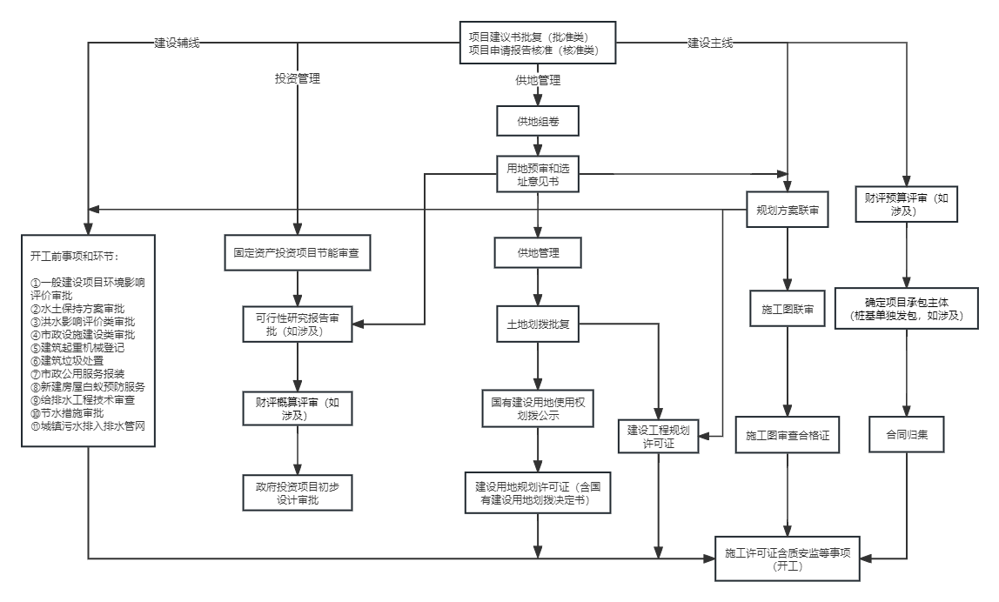 项目建议书批复（批准类）
项目申请报告核准（核准类）
建设辅线
建设主线
投资管理
供地管理
供地组卷
用地预审和选
址意见书
规划方案联审
财评预算评审（如
涉及）
开工前事项和环节：
①一般建设项目环境影响
评价审批
②水土保持方案审批
③洪水影响评价类审批
④市政设施建设类审批
⑤建筑起重机械登记
⑥建筑垃圾处置
⑦市政公用服务报装
⑧新建房屋白蚁预防服务
⑨给排水工程技术审查
⑩节水措施审批
⑪城镇污水排入排水管网
固定资产投资项目节能审查
供地管理
施工图联审
确定项目承包主体
（桩基单独发包，如涉及）
可行性研究报告审
批（如涉及）
土地划拨批复
财评概算评审（如
涉及）
国有建设用地使用权
划拨公示
建设工程规划
许可证
施工图审查合格证
合同归集
政府投资项目初步
设计审批
建设用地规划许可证（含国
有建设用地划拨决定书）
施工许可证含质安监等事项
（开工）